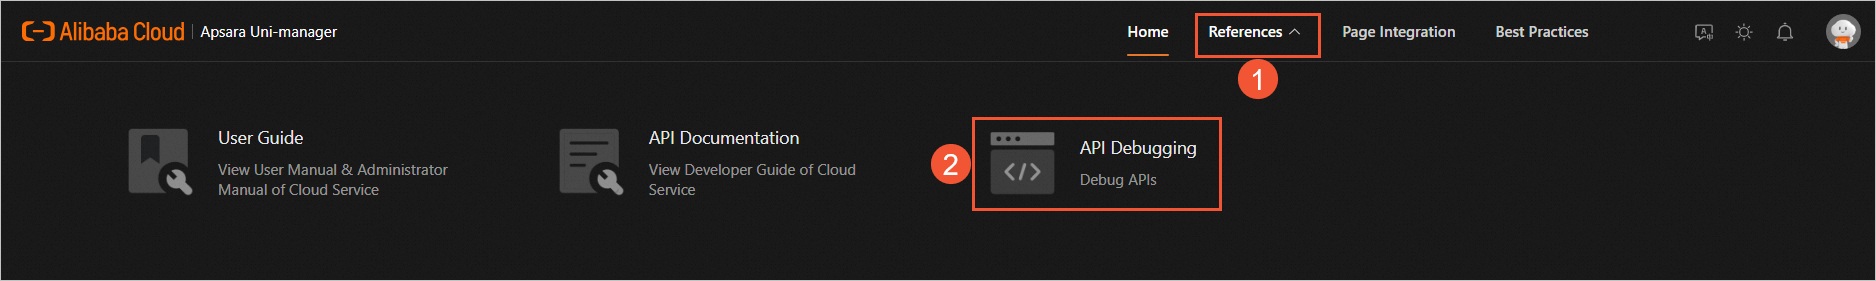 Alibaba Cloud | Apsara Uni-manager
Home
References
Page Integration
Best Practices
1
User Guide
View User Manual & Administrator
Manual of Cloud Service
API Documentation
View Developer Guide of Cloud
Service
2
</>
API Debugging
Debug APIs